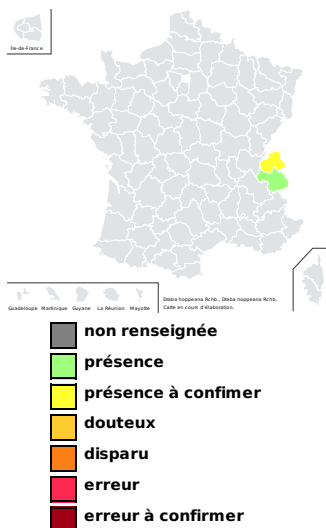 Île-de-France
Guadeloupe Martinique Guyane La Réunion Mayotte
Draba hoppeana Rchb., Draba hoppeana Rchb.
Carte en cours d'élaboration.
non renseignée
présence
présence à confimer
douteux
disparu
erreur
erreur à confirmer